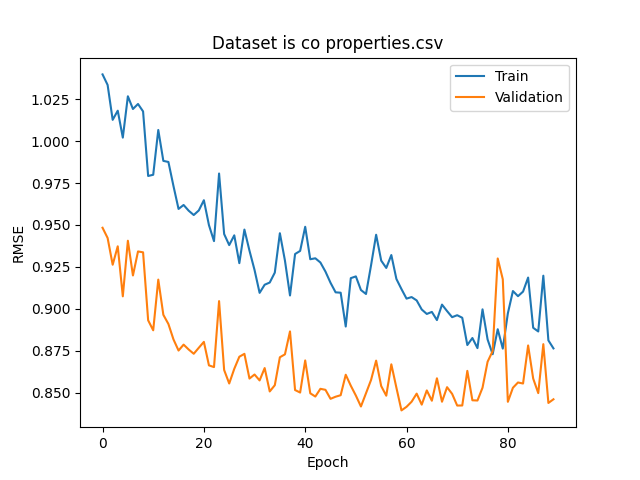 Dataset is co properties.csv
Train
Validation
RMSE
1.025
1.000
0.975
0.950
0.925
0.900
0.875
0.850
0 20 40 60 80
Epoch